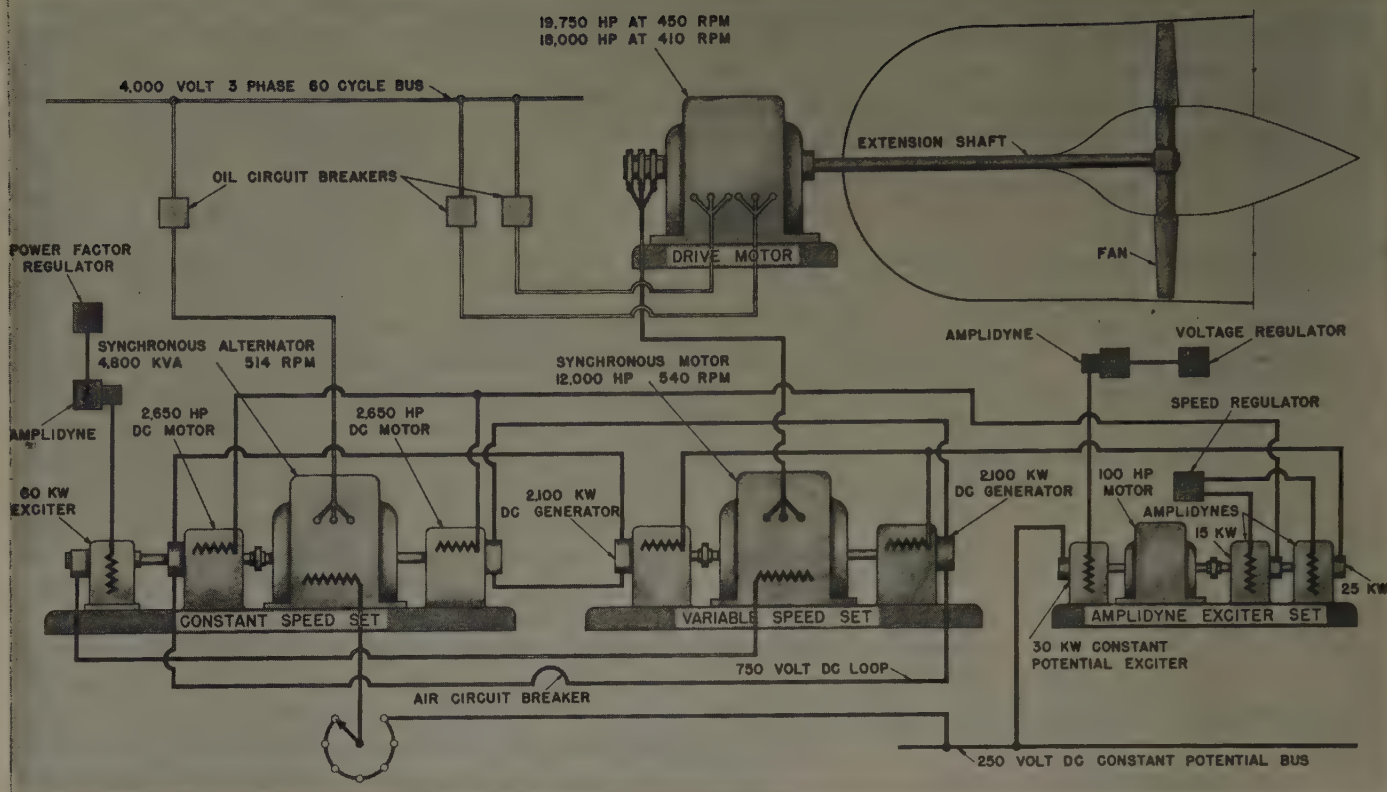 19,750 HP AT 450 RPM
18,000 HP AT 410 RPM
4,000 VOLT 3 PHASE 60 CYCLE BUS
EXTENSION SHAFT
OIL CIRCUIT BREAKERS
POWER FACTOR
REGULATOR
DRIVE MOTOR
FAN
SYNCHRONOUS ALTERNATOR
4,800 KVA 514 RPM
SYNCHRONOUS MOTOR
12,000 HP 540 RPM
AMPLIDYNE
VOLTAGE REGULATOR
SPEED REGULATOR
AMPLIDYNE
2,650 HP
DC MOTOR
2,650 HP
DC MOTOR
60 KW
EXCITER
2,100 KW
DC GENERATOR
2,100 KW
DC GENERATOR
100 HP
MOTOR
AMPLIDYNES
15 KW
25 KW
CONSTANT SPEED SET
VARIABLE SPEED SET
AMPLIDYNE EXCITER SET
30 KW CONSTANT
POTENTIAL EXCITER
750 VOLT DC LOOP
AIR CIRCUIT BREAKER
250 VOLT DC CONSTANT POTENTIAL BUS